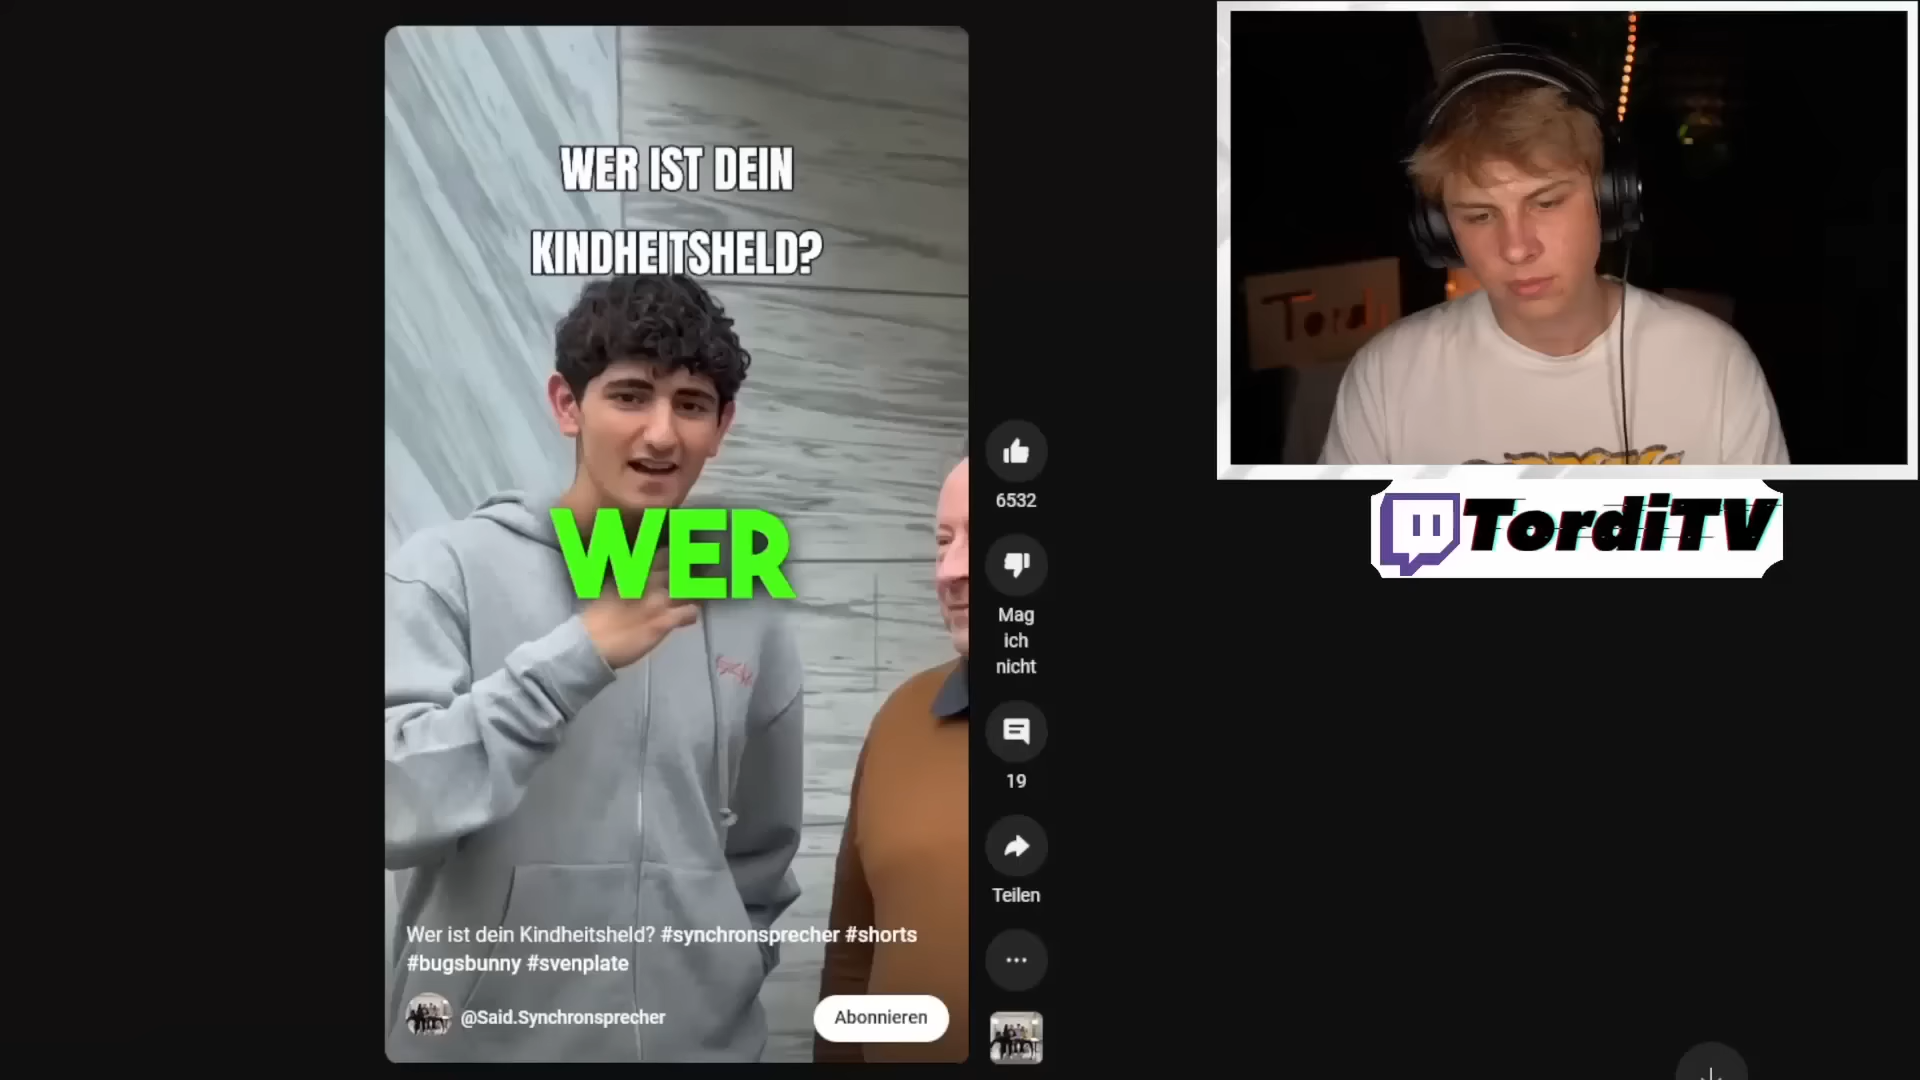 WER IST DEIN
KINDHEITSHELD?
WER
6532
Mag
ich
nicht
19
Teilen
Wer ist dein Kindheitsheld? #synchronsprecher #shorts
#bugsbunny #svenplate
@Said.Synchronsprecher
Abonnieren
Tordi
TordiTV